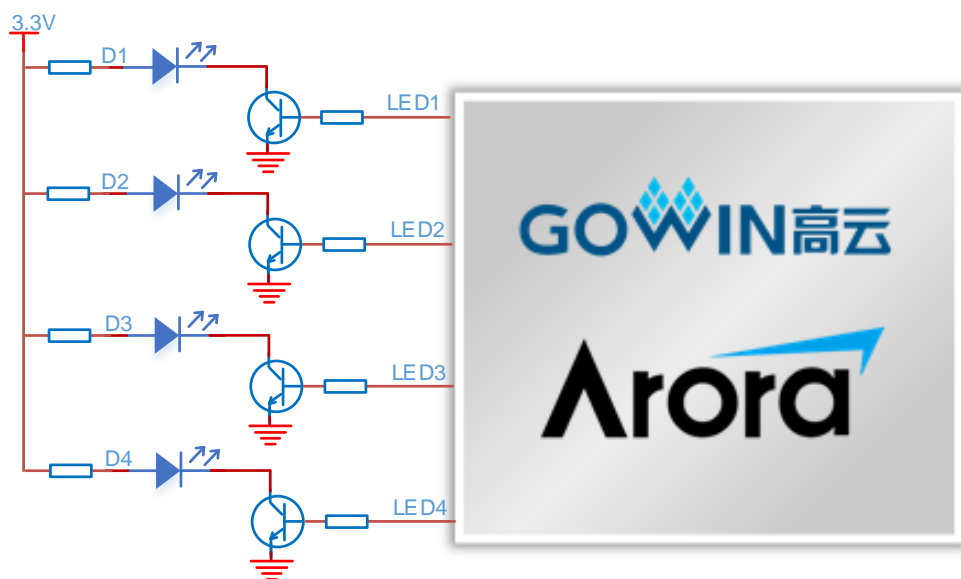 3.3V
D1
LED1
D2
LED2
GOWIN高云
D3
LED3
Arora
D4
LED4